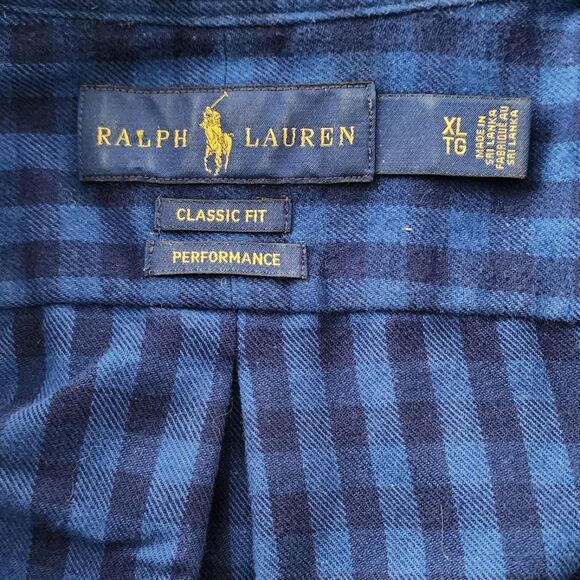 RALPH LAUREN
XL
TG
MADE IN
SRI LANKA
FABRIQUÉ AU
SRI LANKA
CLASSIC FIT
PERFORMANCE